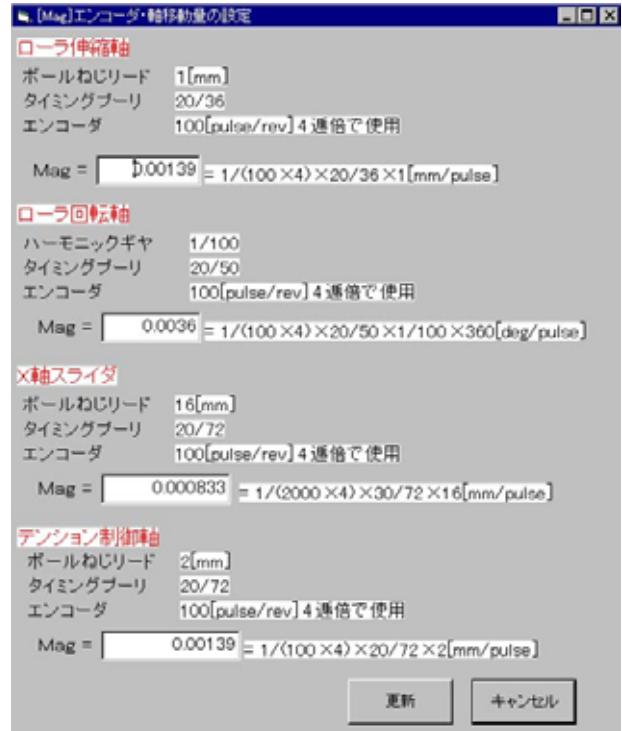 [Mag]エンコーダ・軸移動量の設定
ローラ伸縮軸
ボールねじリード 1[mm]
タイミングプーリ 20/36
エンコーダ 100[pulse/rev]4逓倍で使用
Mag = 0.00139 = 1/(100×4)×20/36×1[mm/pulse]
ローラ回転軸
ハーモニックギヤ 1/100
タイミングプーリ 20/50
エンコーダ 100[pulse/rev]4逓倍で使用
Mag = 0.0036 = 1/(100×4)×20/50×1/100×360[deg/pulse]
X軸スライダ
ボールねじリード 16[mm]
タイミングプーリ 20/72
エンコーダ 100[pulse/rev]4逓倍で使用
Mag = 0.000833 = 1/(2000×4)×30/72×16[mm/pulse]
テンション制御軸
ボールねじリード 2[mm]
タイミングプーリ 20/72
エンコーダ 100[pulse/rev]4逓倍で使用
Mag = 0.00139 = 1/(100×4)×20/72×2[mm/pulse]
更新 キャンセル